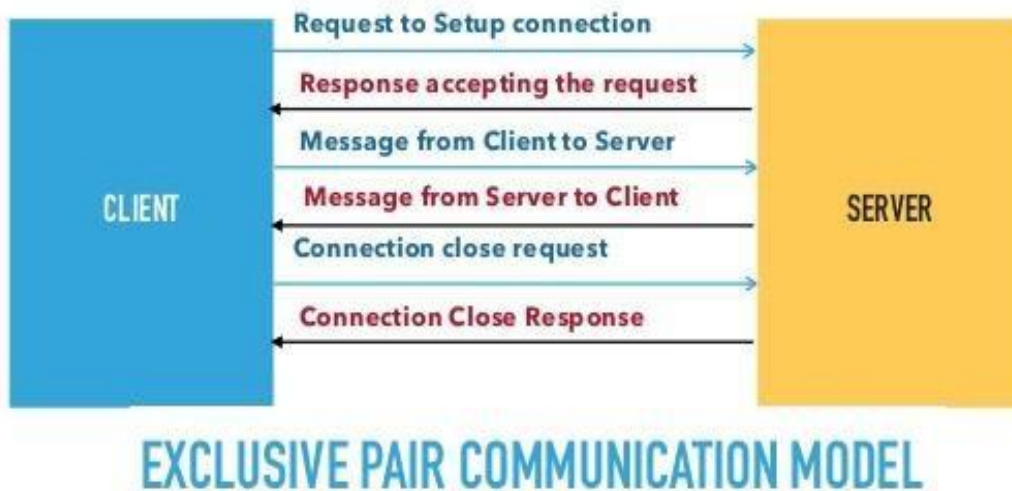 Request to Setup connection
Response accepting the request
Message from Client to Server
CLIENT
Message from Server to Client
SERVER
Connection close request
Connection Close Response
EXCLUSIVE PAIR COMMUNICATION MODEL